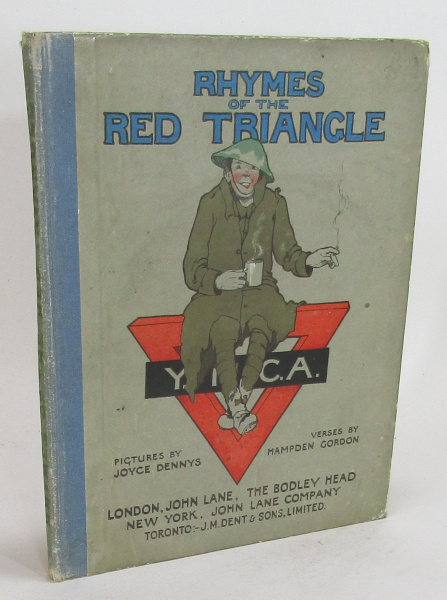 RHYMES
OF THE
RED TRIANGLE
Y. C.A.
PICTURES BY
JOYCE DENNYS
VERSES BY
HAMPDEN GORDON
LONDON, JOHN LANE, THE BODLEY HEAD
NEW YORK, JOHN LANE COMPANY
TORONTO:- J.M. DENT & SONS, LIMITED.